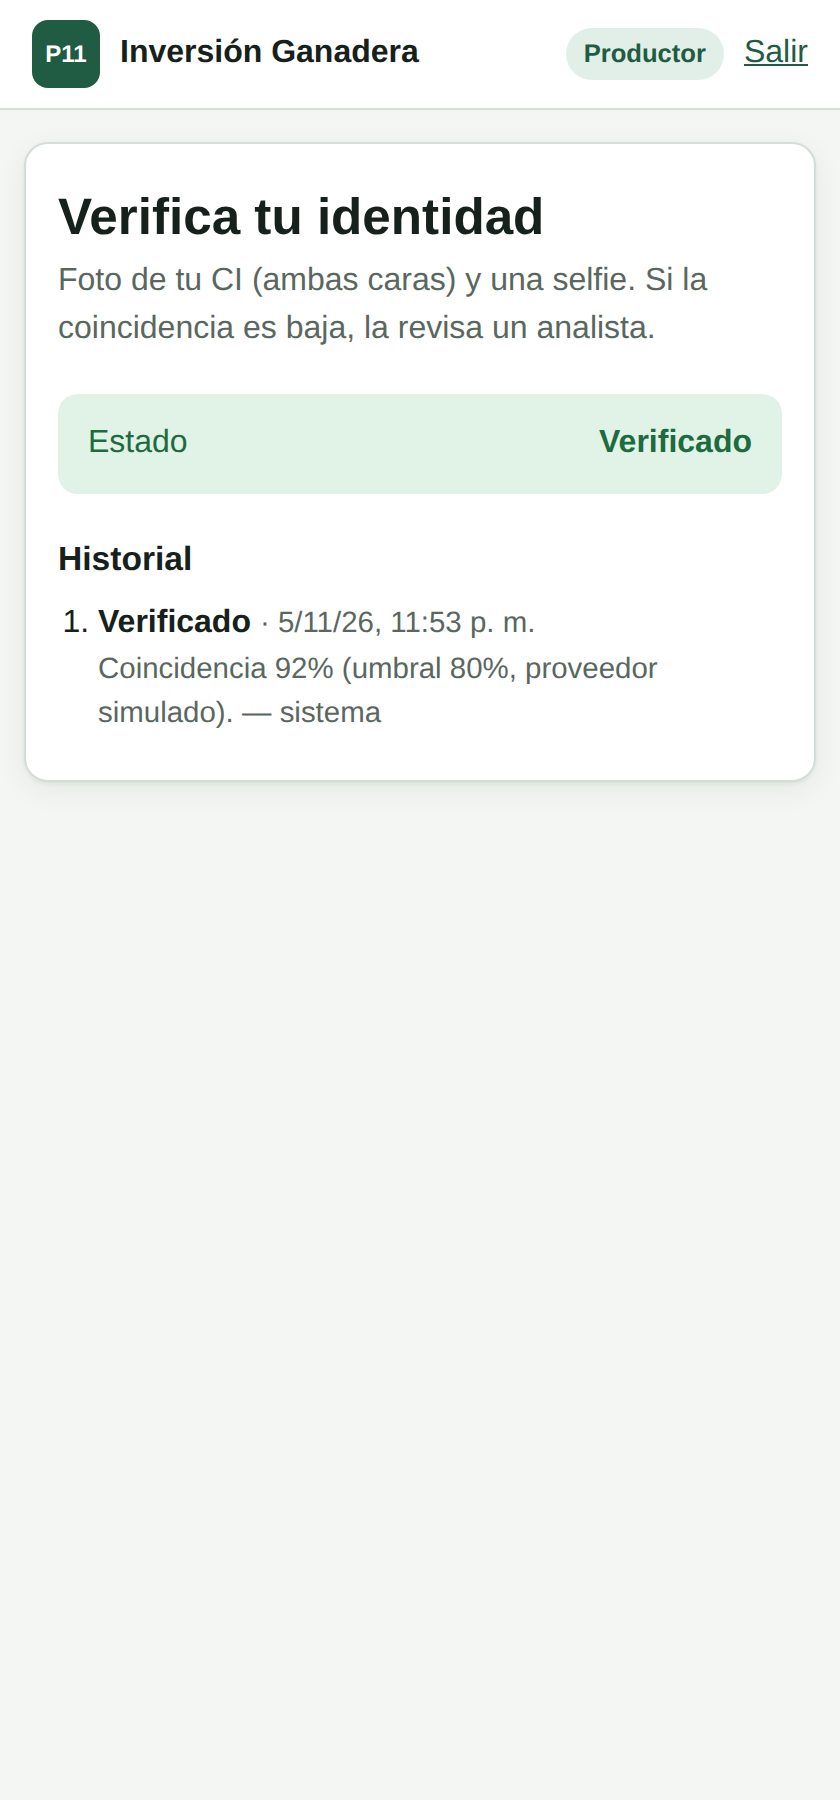 P11 Inversión Ganadera Productor Salir
Verifica tu identidad
Foto de tu CI (ambas caras) y una selfie. Si la
coincidencia es baja, la revisa un analista.
Estado Verificado
Historial
1. Verificado · 5/11/26, 11:53 p. m.
Coincidencia 92% (umbral 80%, proveedor
simulado). — sistema